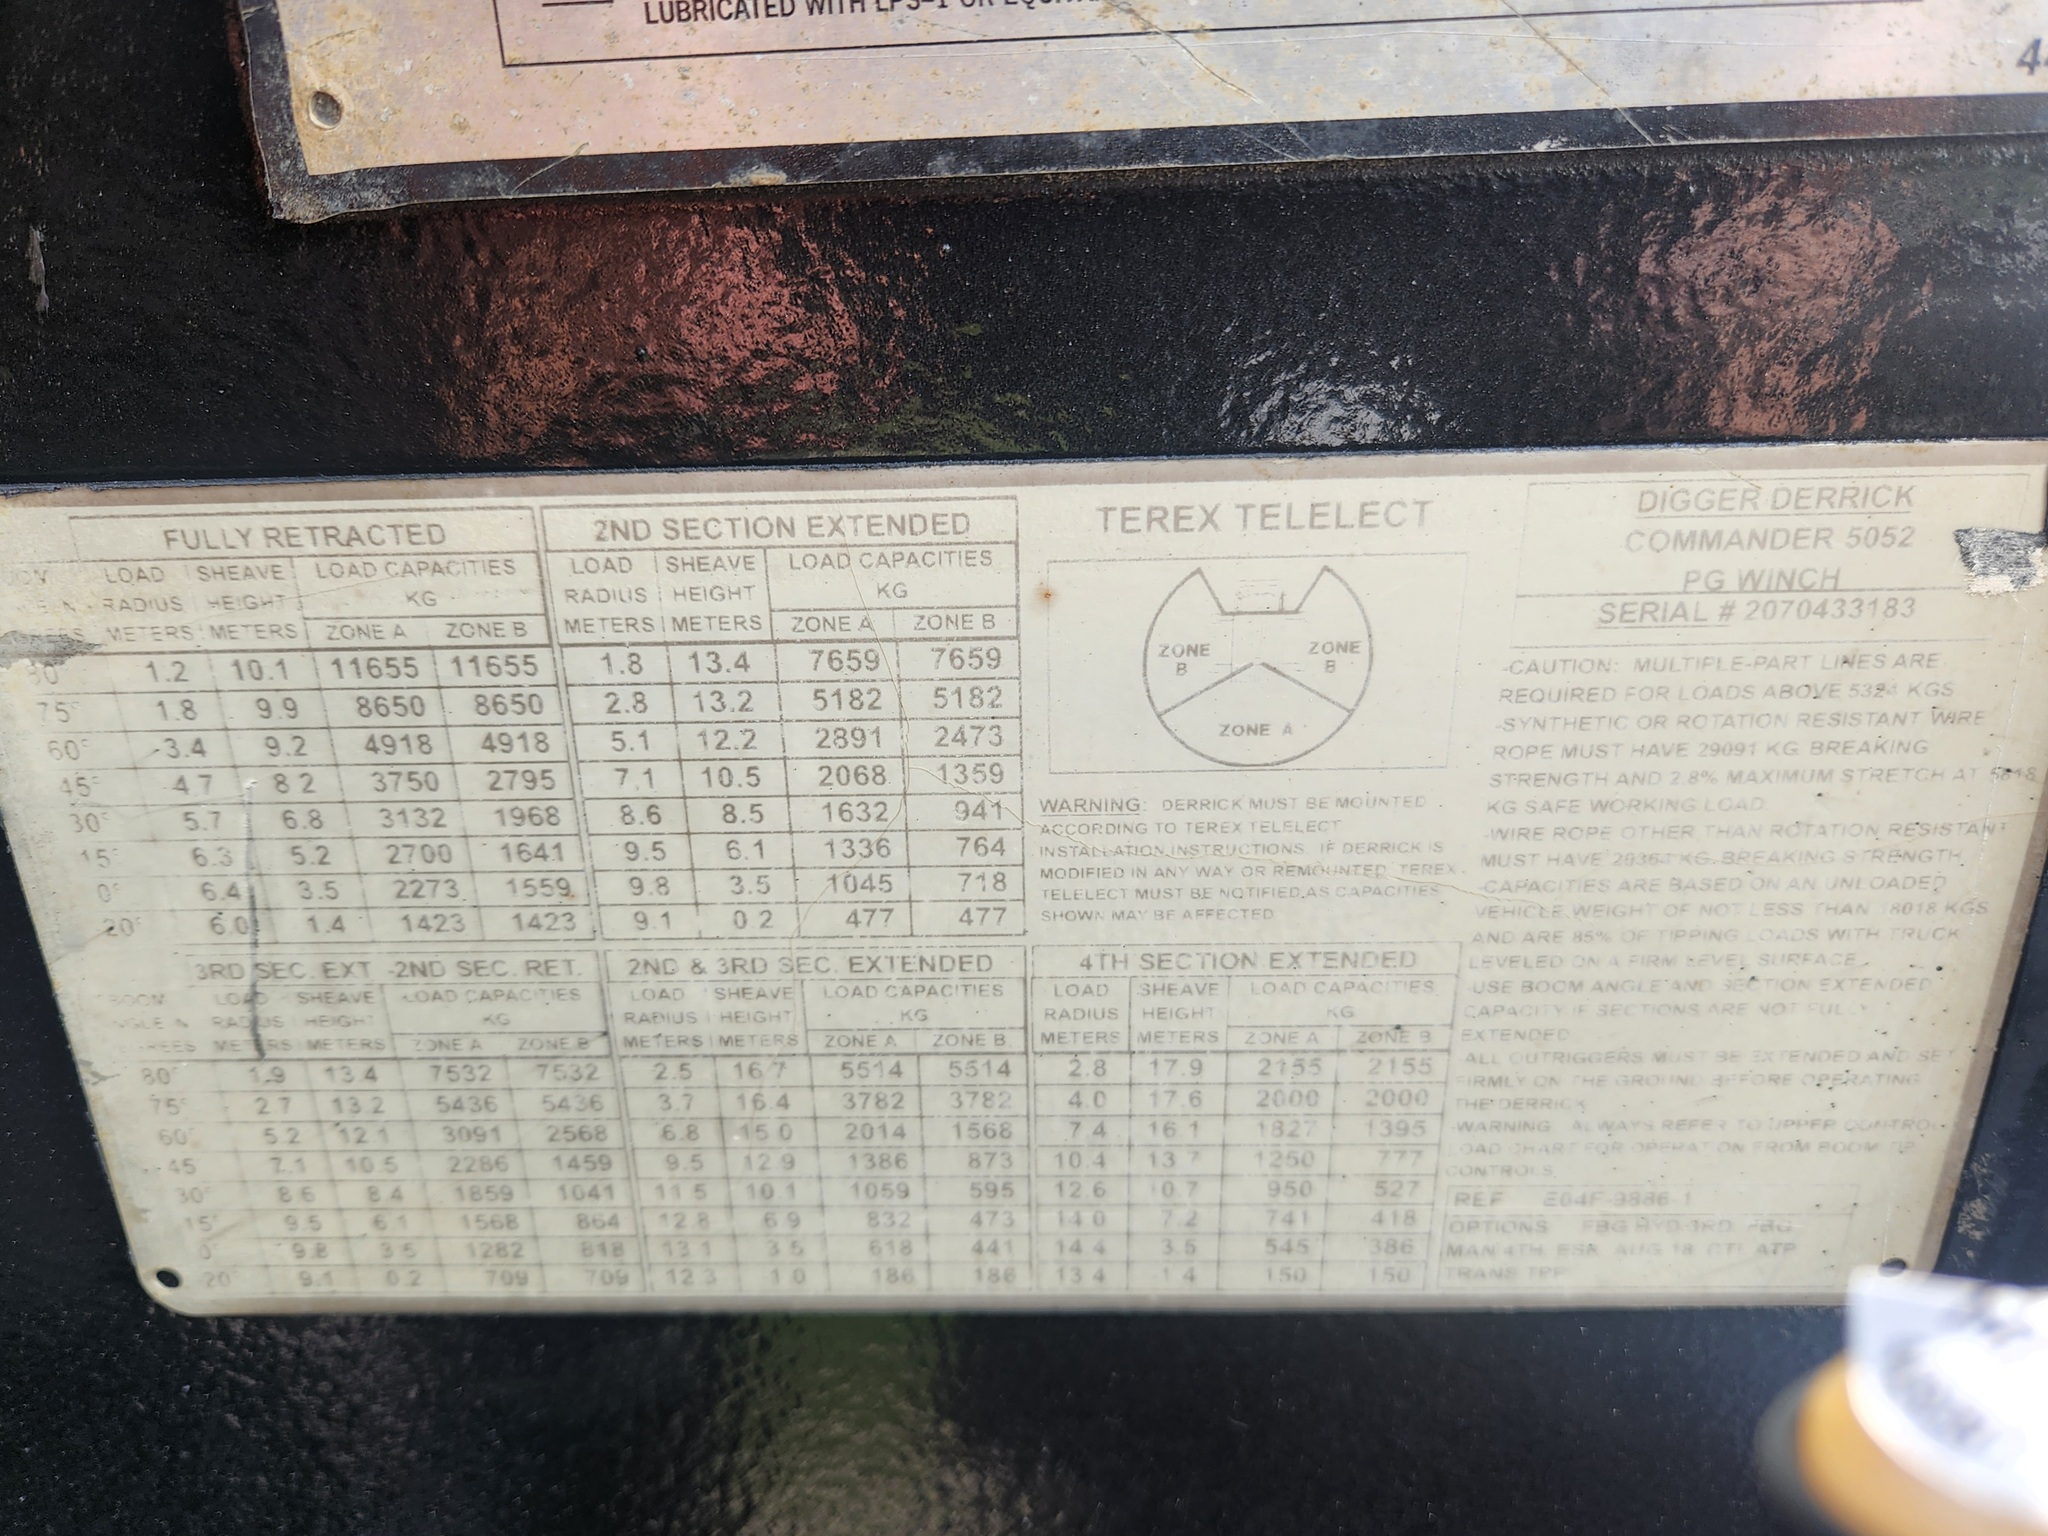 LUBRICATED WITH LPS-1 OR
FULLY RETRACTED
LOAD RADIUS METERS SHEAVE HEIGHT METERS LOAD CAPACITIES KG
ZONE A ZONE B
1.2 10.1 11655 11655
75° 1.8 9.9 8650 8650
60° 3.4 9.2 4918 4918
45° 4.7 8.2 3750 2795
30° 5.7 6.8 3132 1968
15° 6.3 5.2 2700 1641
0° 6.4 3.5 2273 1559
20° 6.0 1.4 1423 1423
2ND SECTION EXTENDED
LOAD RADIUS METERS SHEAVE HEIGHT METERS LOAD CAPACITIES KG
ZONE A ZONE B
1.8 13.4 7659 7659
2.8 13.2 5182 5182
5.1 12.2 2891 2473
7.1 10.5 2068 1359
8.6 8.5 1632 941
9.5 6.1 1336 764
9.8 3.5 1045 718
9.1 0.2 477 477
TEREX TELELECT
ZONE B
ZONE B
ZONE A
WARNING: DERRICK MUST BE MOUNTED
ACCORDING TO TEREX TELELECT
INSTALLATION INSTRUCTIONS. IF DERRICK IS
MODIFIED IN ANY WAY OR REMOUNTED TEREX
TELELECT MUST BE NOTIFIED, AS CAPACITIES
SHOWN MAY BE AFFECTED
DIGGER DERRICK
COMMANDER 5052
PG WINCH
SERIAL # 2070433183
-CAUTION: MULTIPLE-PART LINES ARE
REQUIRED FOR LOADS ABOVE 5324 KGS
-SYNTHETIC OR ROTATION RESISTANT WIRE
ROPE MUST HAVE 29091 KG BREAKING
STRENGTH AND 2.8% MAXIMUM STRETCH AT
KG SAFE WORKING LOAD.
-WIRE ROPE OTHER THAN ROTATION RESISTANT
MUST HAVE KG. BREAKING STRENGTH
-CAPACITIES ARE BASED ON AN UNLOADED
VEHICLE WEIGHT OF NOT LESS THAN 18018 KGS
AND ARE 85% OF TIPPING LOADS WITH TRUCK
LEVELED ON A FIRM LEVEL SURFACE
-USE BOOM ANGLE AND SECTION EXTENDED
CAPACITY IF SECTIONS ARE NOT FULLY
EXTENDED
-ALL OUTRIGGERS MUST BE EXTENDED AND SET
FIRMLY ON THE GROUND BEFORE OPERATING
THE DERRICK
-WARNING: ALWAYS REFER TO UPPER CONTROL
LOAD CHART FOR OPERATION FROM BOOM TIP
CONTROLS.
REF E04F-9886-1
OPTIONS FBG HYD 3RD, FBG
MAN 4TH, AUG 18
3RD SEC. EXT -2ND SEC. RET.
BOOM ANGLE IN DEGREES LOAD RADIUS METERS SHEAVE HEIGHT METERS LOAD CAPACITIES KG
ZONE A ZONE B
80° 1.9 13.4 7532 7532
75° 2.7 13.2 5436 5436
60° 5.2 12.1 3091 2568
45 7.1 10.5 2286 1459
30° 8.6 8.4 1859 1041
15° 9.5 6.1 1568 864
0° 9.8 3.5 1282 818
20° 9.1 0.2 709 709
2ND & 3RD SEC. EXTENDED
LOAD RADIUS METERS SHEAVE HEIGHT METERS LOAD CAPACITIES KG
ZONE A ZONE B
2.5 16.7 5514 5514
3.7 16.4 3782 3782
6.8 15.0 2014 1568
9.5 12.9 1386 873
11.5 10.1 1059 595
12.8 6.9 832 473
13.1 3.5 618 441
12.3 1.0 186 186
4TH SECTION EXTENDED
LOAD RADIUS METERS SHEAVE HEIGHT METERS LOAD CAPACITIES KG
ZONE A ZONE B
2.8 17.9 2155 2155
4.0 17.6 2000 2000
7.4 16.1 1827 1395
10.4 13.7 1250 777
12.6 10.7 950 527
14.0 7.2 741 418
14.4 3.5 545 386
13.4 1.4 150 150